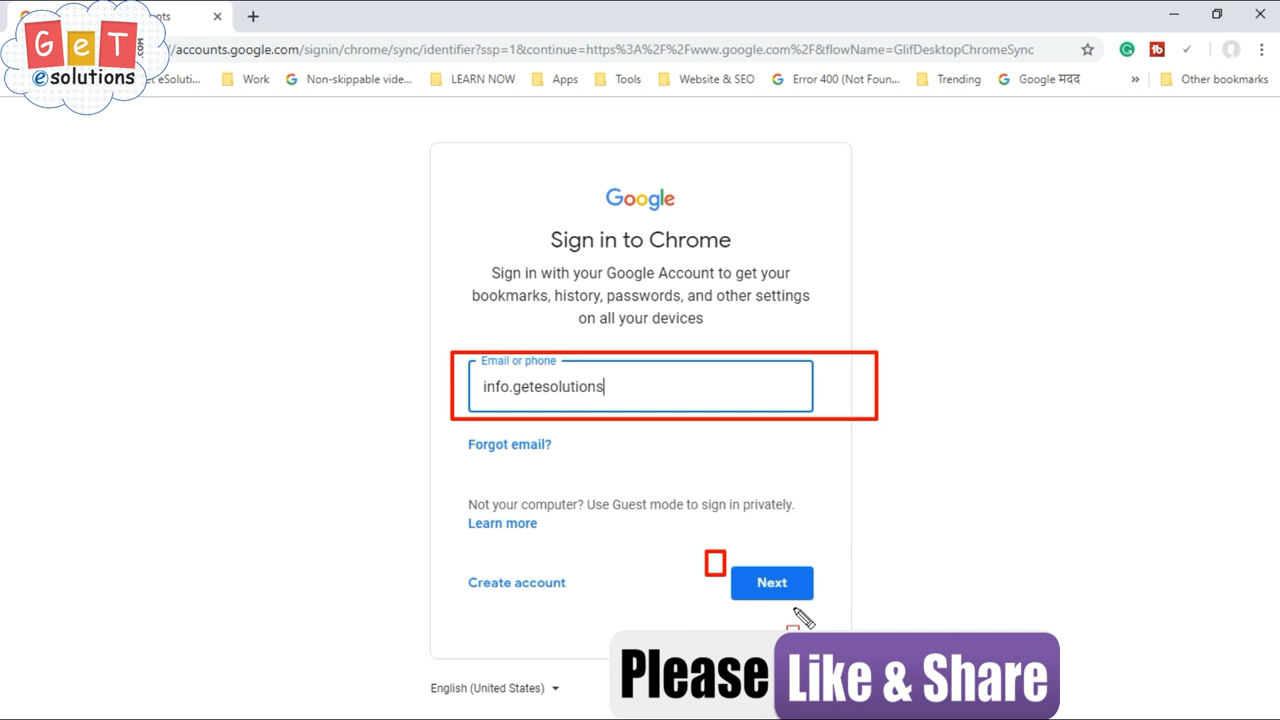 nts
GeT
.COM
esolutions
/accounts.google.com/signin/chrome/sync/identifier?ssp=1&continue=https%3A%2F%2Fwww.google.com%2F&flowName=GlifDesktopChromeSync
et eSoluti...
Work
Non-skippable vide...
LEARN NOW
Apps
Tools
Website & SEO
Error 400 (Not Foun...
Trending
Google मदद
»
Other bookmarks
Google
Sign in to Chrome
Sign in with your Google Account to get your
bookmarks, history, passwords, and other settings
on all your devices
Email or phone
info.getesolutions
Forgot email?
Not your computer? Use Guest mode to sign in privately.
Learn more
Create account
Next
Please Like & Share
English (United States)